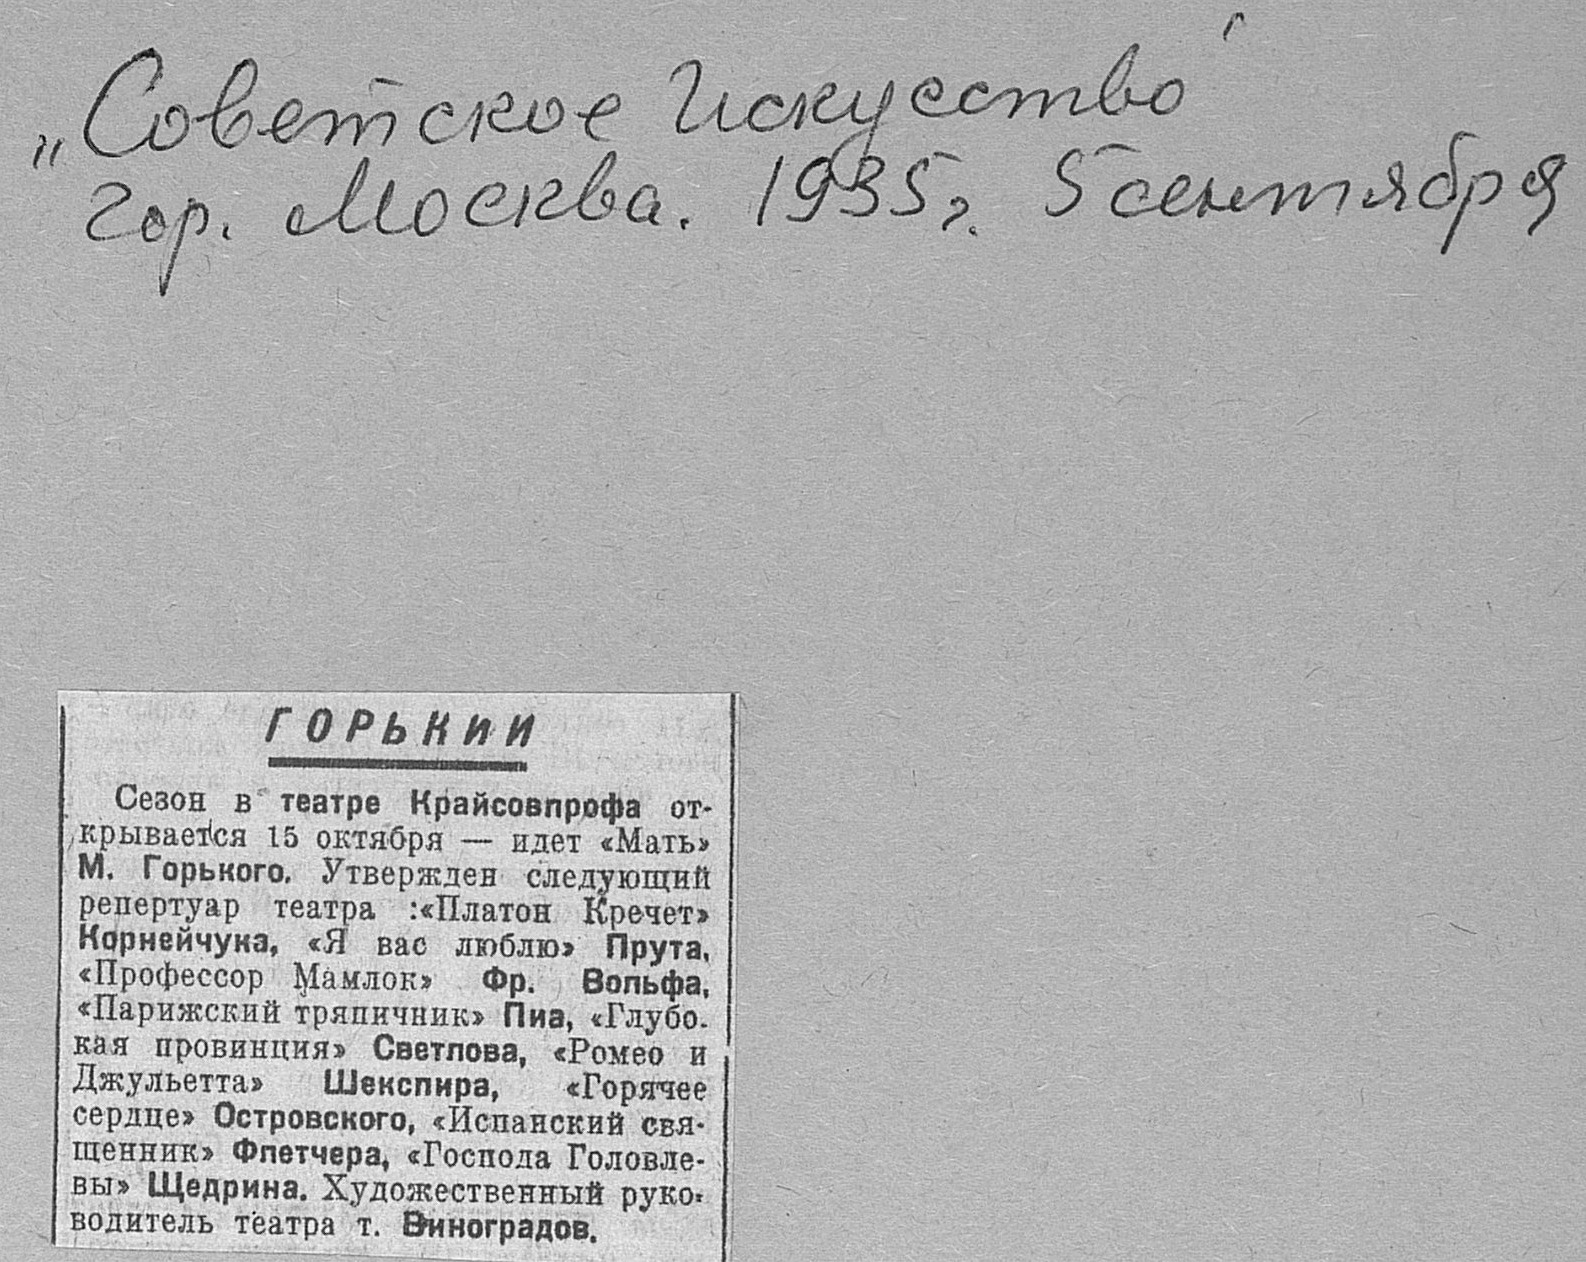 „Советское Искусство"
гор. Москва. 1935 г. 5 сентября
ГОРЬКИЙ
Сезон в театре Крайсовпрофа от-
крывается 15 октября — идет «Мать»
М. Горького. Утвержден следующий
репертуар театра :«Платон Кречет»
Корнейчука, «Я вас люблю» Прута,
«Профессор Мамлок» Фр. Вольфа,
«Парижский тряпичник» Пиа, «Глубо-
кая провинция» Светлова, «Ромео и
Джульетта» Шекспира, «Горячее
сердце» Островского, «Испанский свя-
щенник» Флетчера, «Господа Головле-
вы» Щедрина. Художественный руко-
водитель театра т. Виноградов.